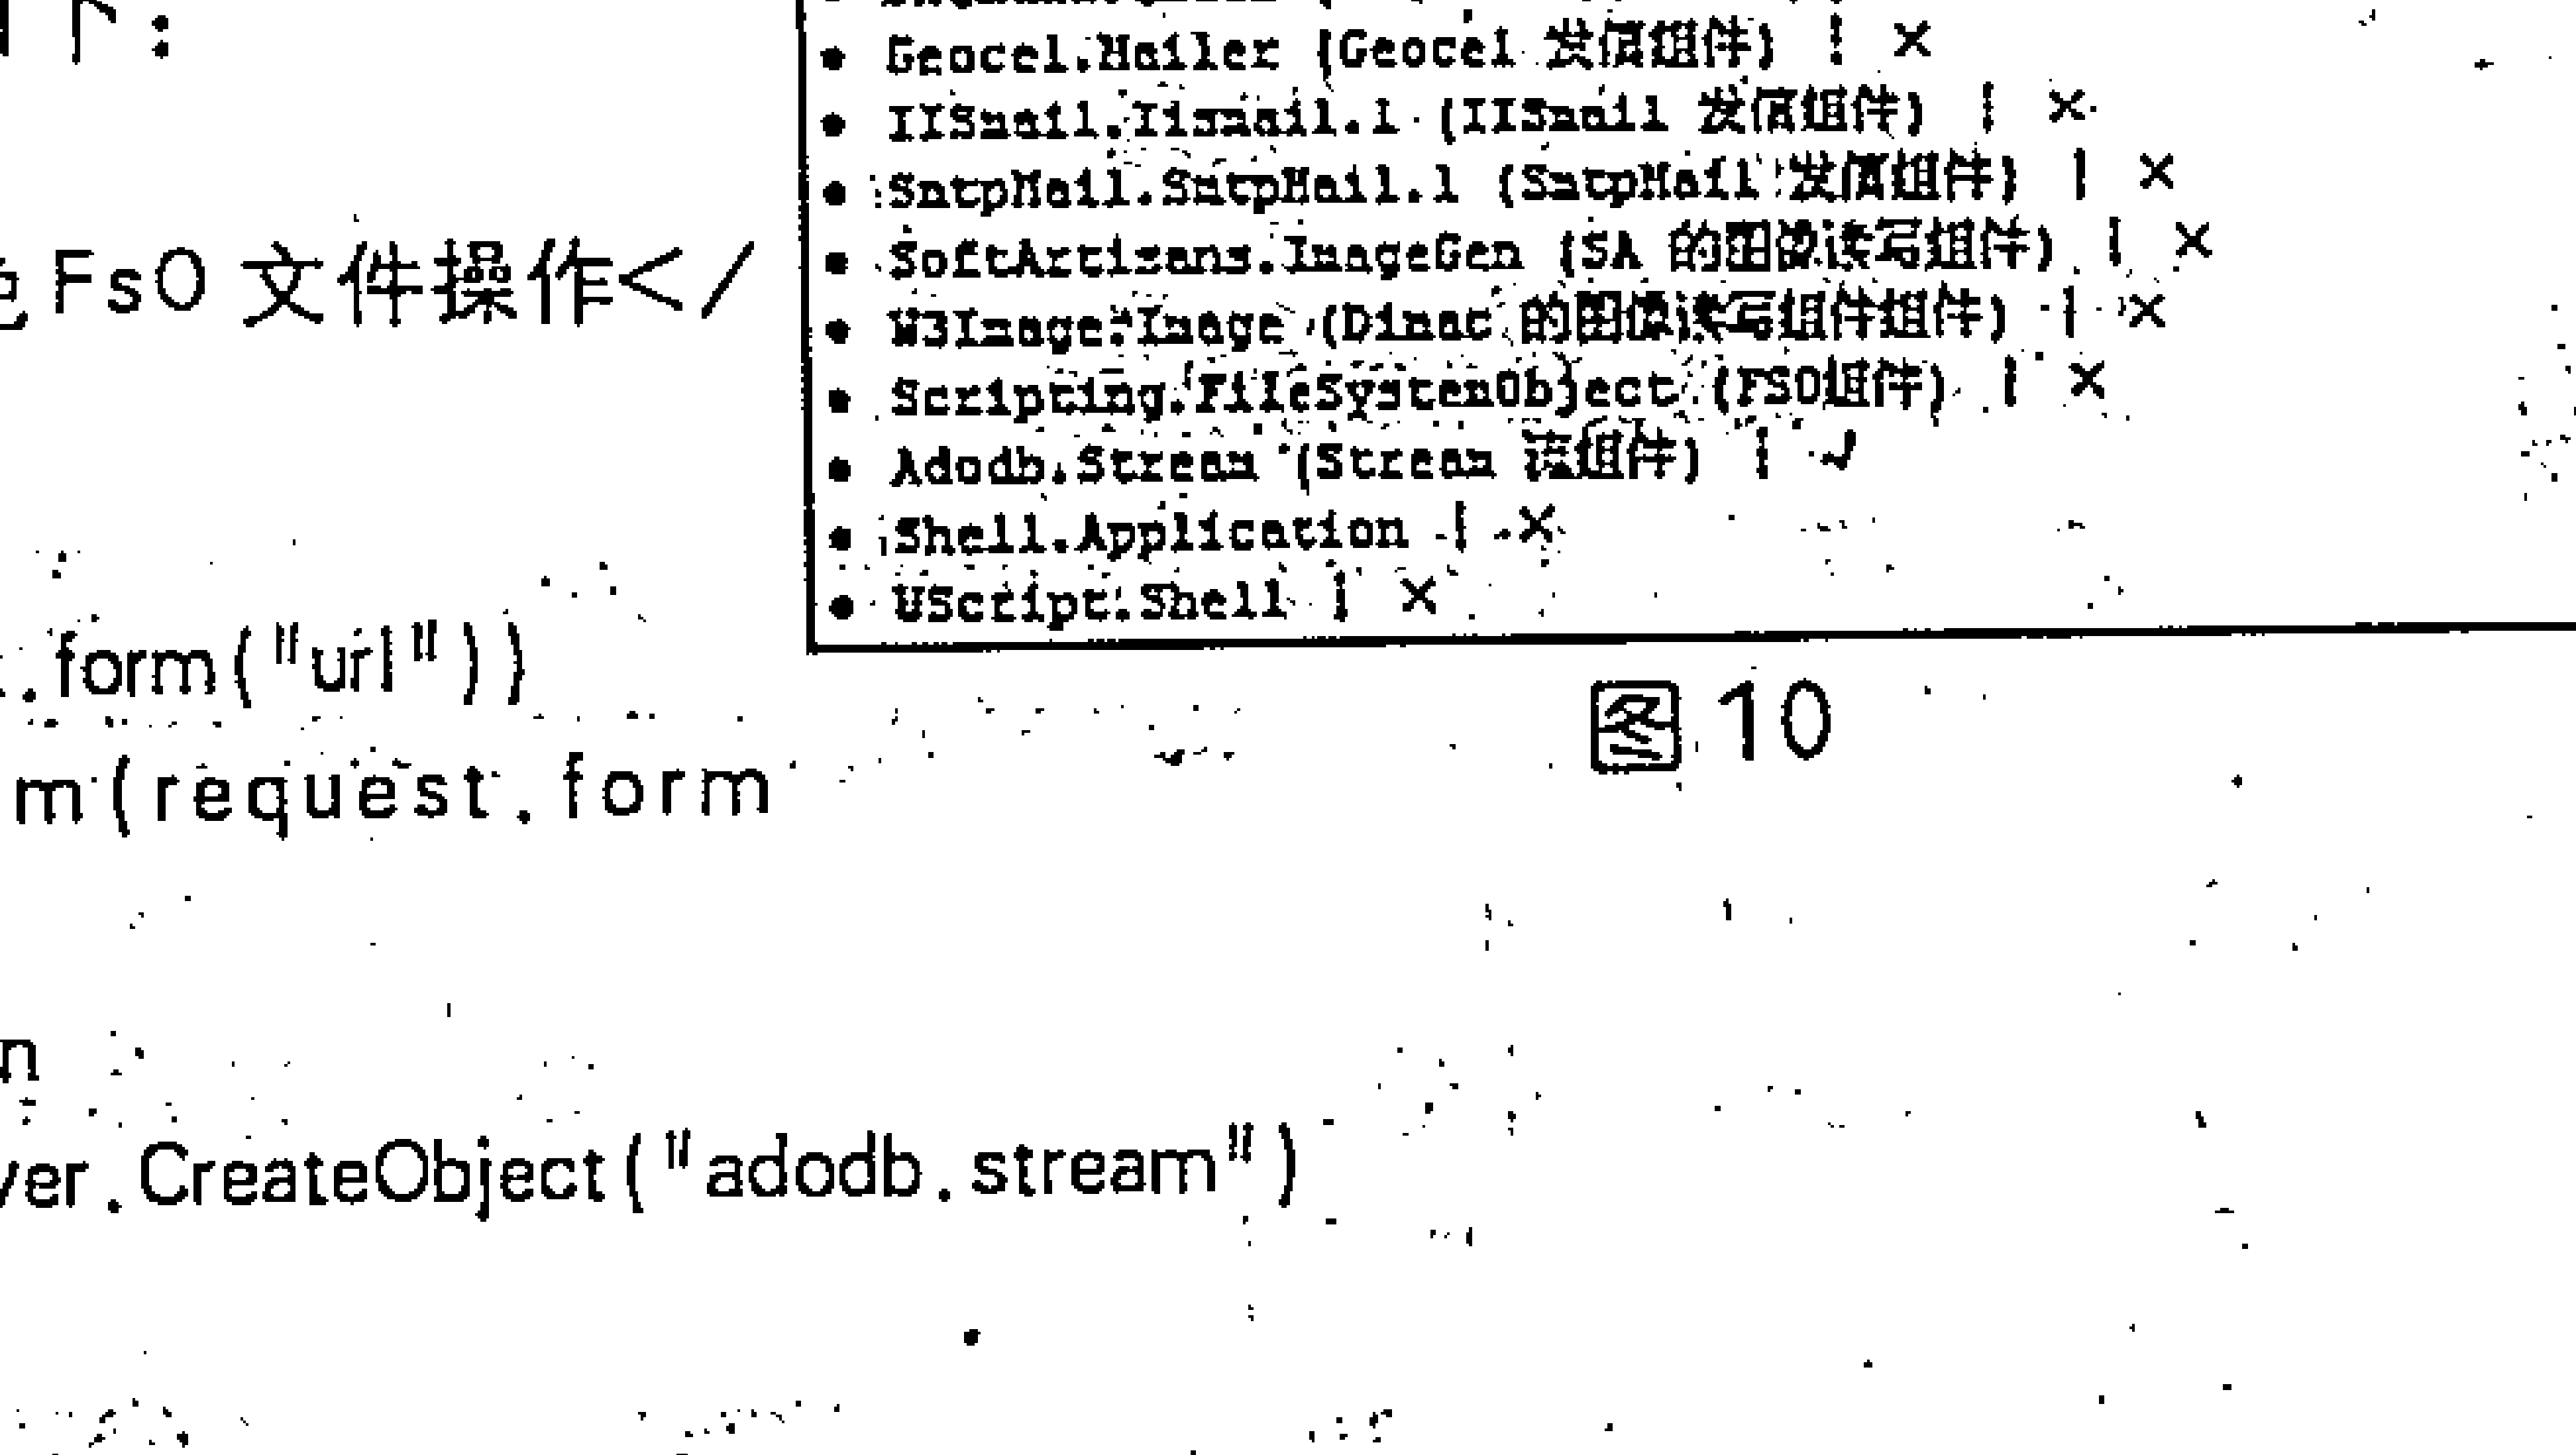 下:
FsO 文件操作</
.form("url"))
m(request.form
n
ver.CreateObject("adodb.stream")
• Geocel.Mailer (Geocel 发信组件) | ×
• IISmail.Iismail.1 (IISmail 发信组件) | ×
• SmtpMail.SmtpMail.1 (SmtpMail 发信组件) | ×
• SoftArtisans.ImageGen (SA 的图像读写组件) | ×
• W3Image.Image (Dimac 的图像读写组件组件) | ×
• Scripting.FileSystemObject (FSO组件) | ×
• Adodb.Stream (Stream 流组件) | √
• Shell.Application | ×
• WScript.Shell | ×
图 10